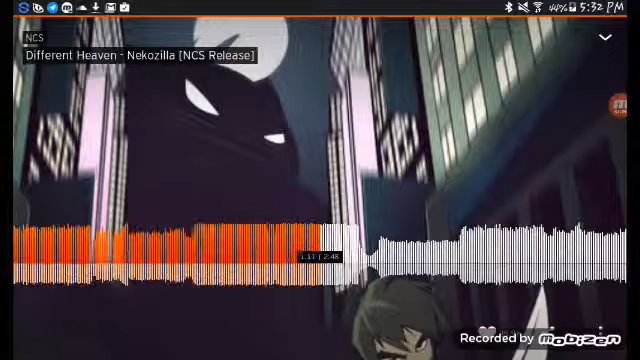 44% 5:32 PM
NCS
Different Heaven - Nekozilla [NCS Release]
1:11 | 2:48
Recorded by mobizen